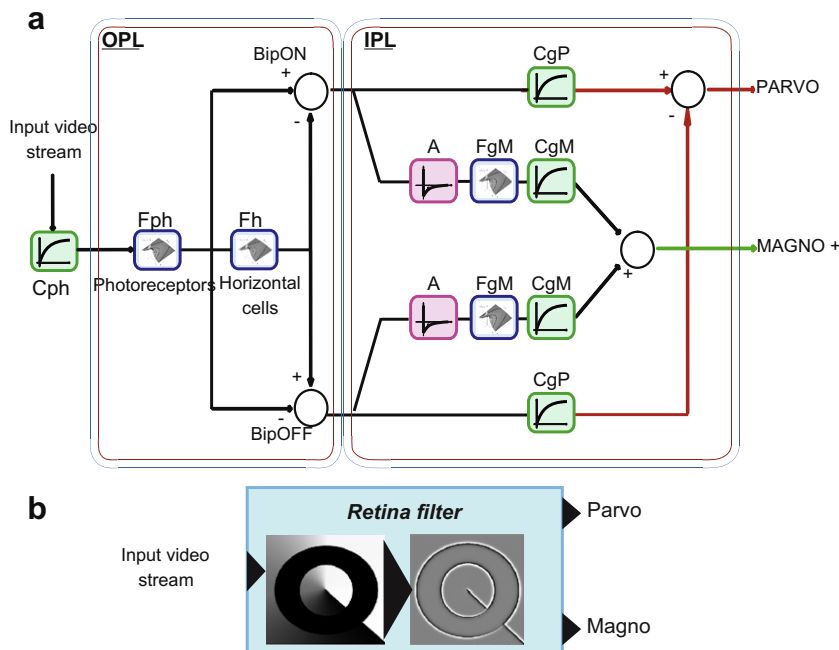 a
OPL
IPL
BipON
CgP
+
+
PARVO
-
-
Input video
stream
A
FgM
CgM
Fph
Fh
MAGNO +
+
Cph
Photoreceptors
Horizontal
cells
A
FgM
CgM
+
CgP
-
BipOFF
b
Retina filter
Parvo
Input video
stream
Magno